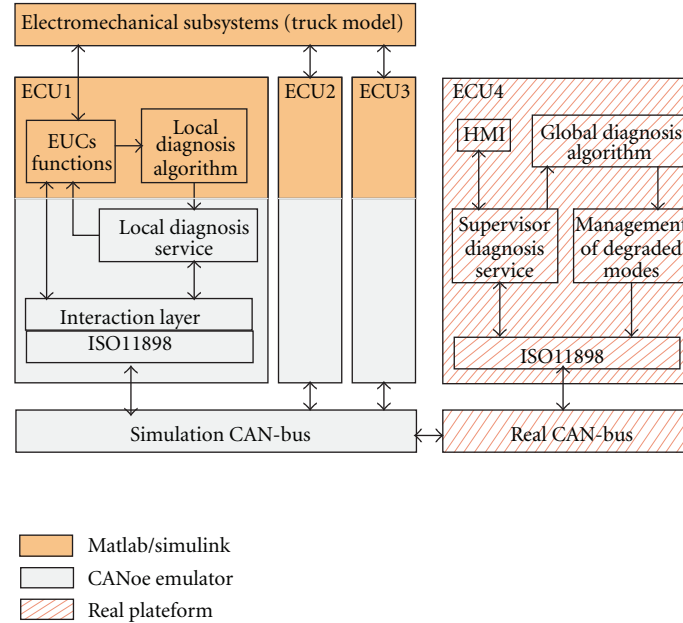 Electromechanical subsystems (truck model)
ECU1
ECU2
ECU3
ECU4
EUCs
functions
Local
diagnosis
algorithm
HMI
Global diagnosis
algorithm
Local diagnosis
service
Supervisor
diagnosis
service
Management
of degraded
modes
Interaction layer
ISO11898
ISO11898
Simulation CAN-bus
Real CAN-bus
Matlab/simulink
CANoe emulator
Real plateform